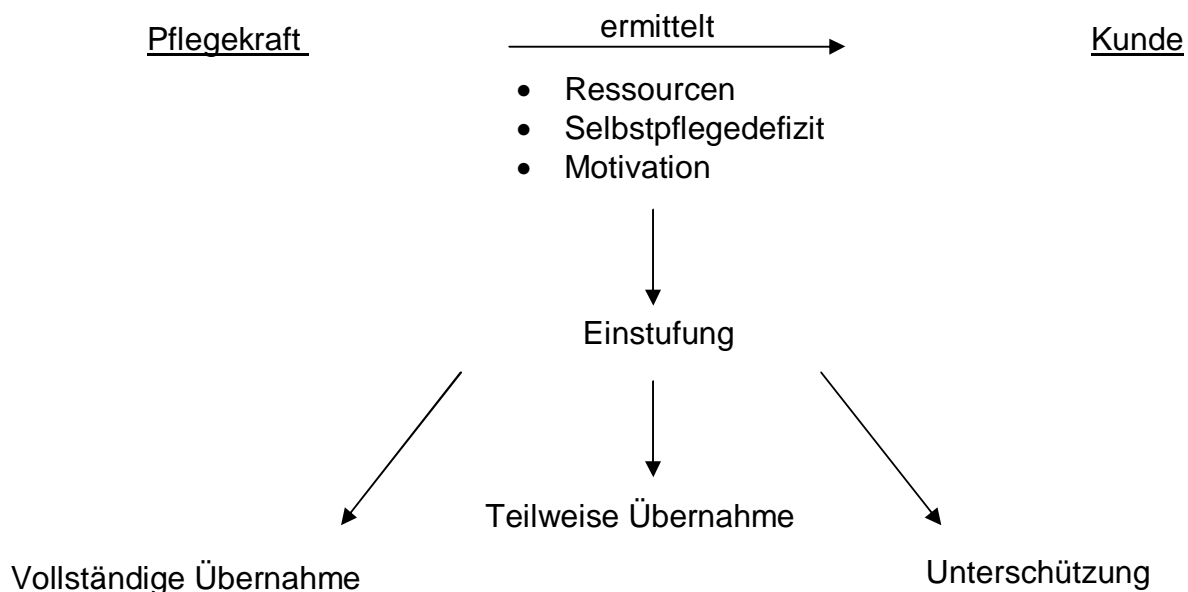 ermittelt
Pflegekraft Kunde
• Ressourcen
• Selbstpflegedefizit
• Motivation
Einstufung
Teilweise Übernahme
Vollständige Übernahme Unterschützung